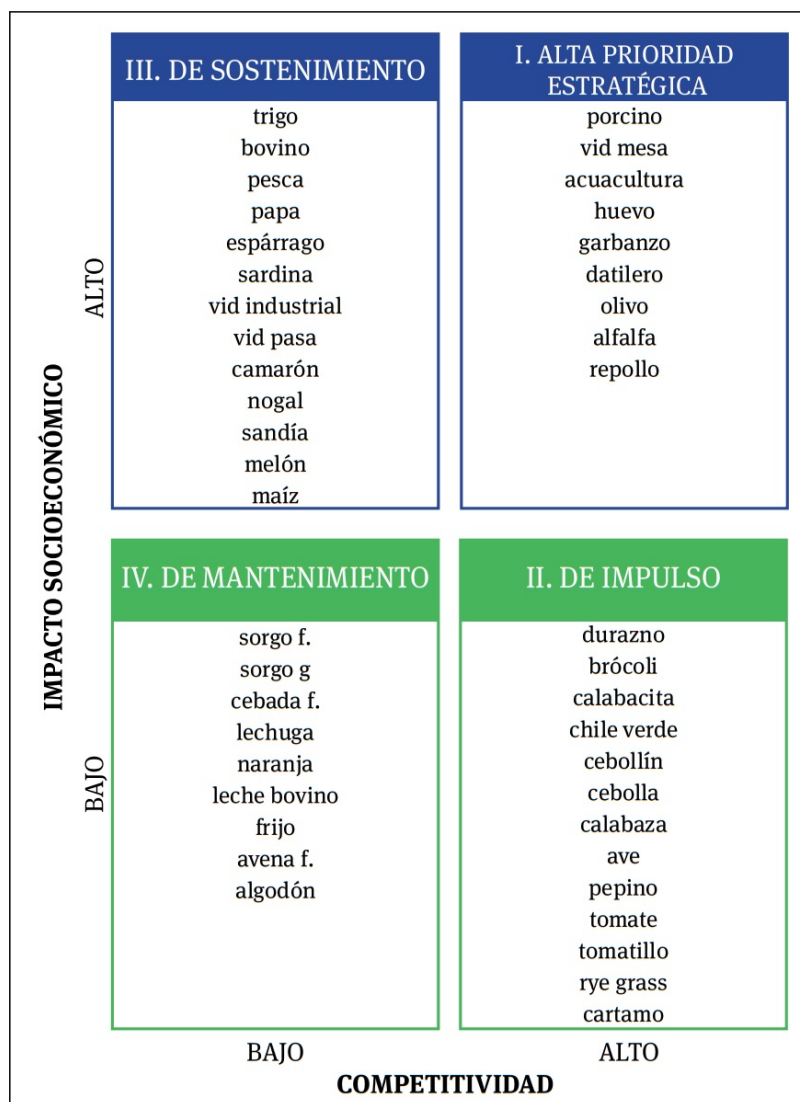 III. DE SOSTENIMIENTO
trigo
bovino
pesca
papa
espárrago
sardina
vid industrial
vid pasa
camarón
nogal
sandía
melón
maíz
I. ALTA PRIORIDAD
ESTRATÉGICA
porcino
vid mesa
acuacultura
huevo
garbanzo
datilero
olivo
alfalfa
repollo
ALTO
IMPACTO SOCIOECONÓMICO
BAJO
IV. DE MANTENIMIENTO
sorgo f.
sorgo g
cebada f.
lechuga
naranja
leche bovino
frijo
avena f.
algodón
II. DE IMPULSO
durazno
brócoli
calabacita
chile verde
cebollín
cebolla
calabaza
ave
pepino
tomate
tomatillo
rye grass
cartamo
BAJO
ALTO
COMPETITIVIDAD